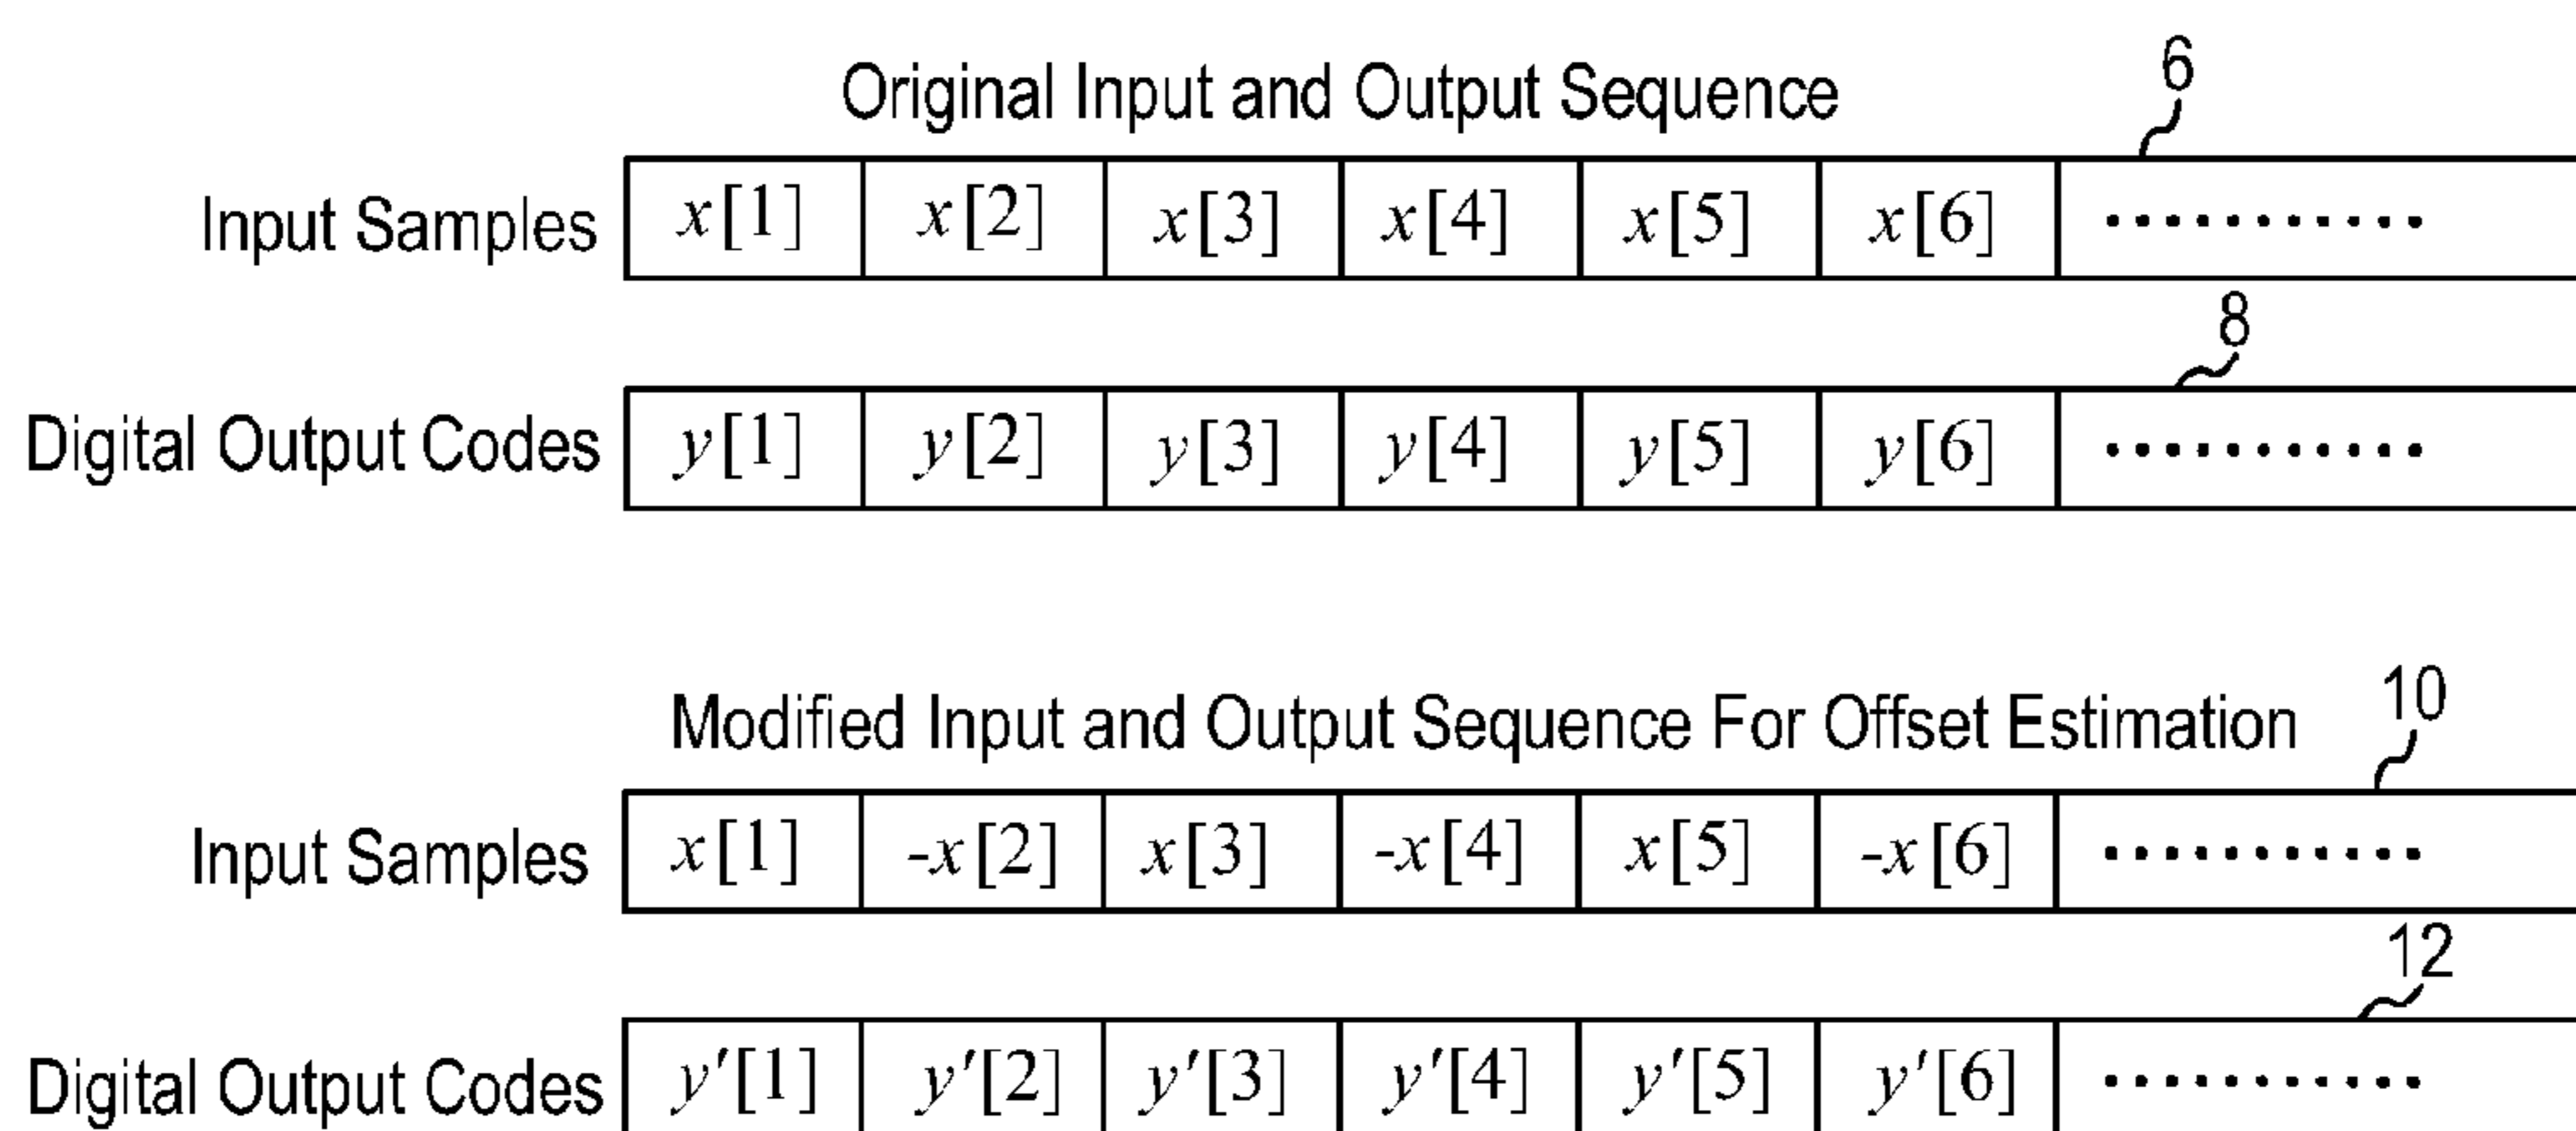 6
Original Input and Output Sequence
Input Samples x[1] x[2] x[3] x[4] x[5] x[6] ...........
8
Digital Output Codes y[1] y[2] y[3] y[4] y[5] y[6] ...........
10
Modified Input and Output Sequence For Offset Estimation
Input Samples x[1] -x[2] x[3] -x[4] x[5] -x[6] ...........
12
Digital Output Codes y′[1] y′[2] y′[3] y′[4] y′[5] y′[6] ...........